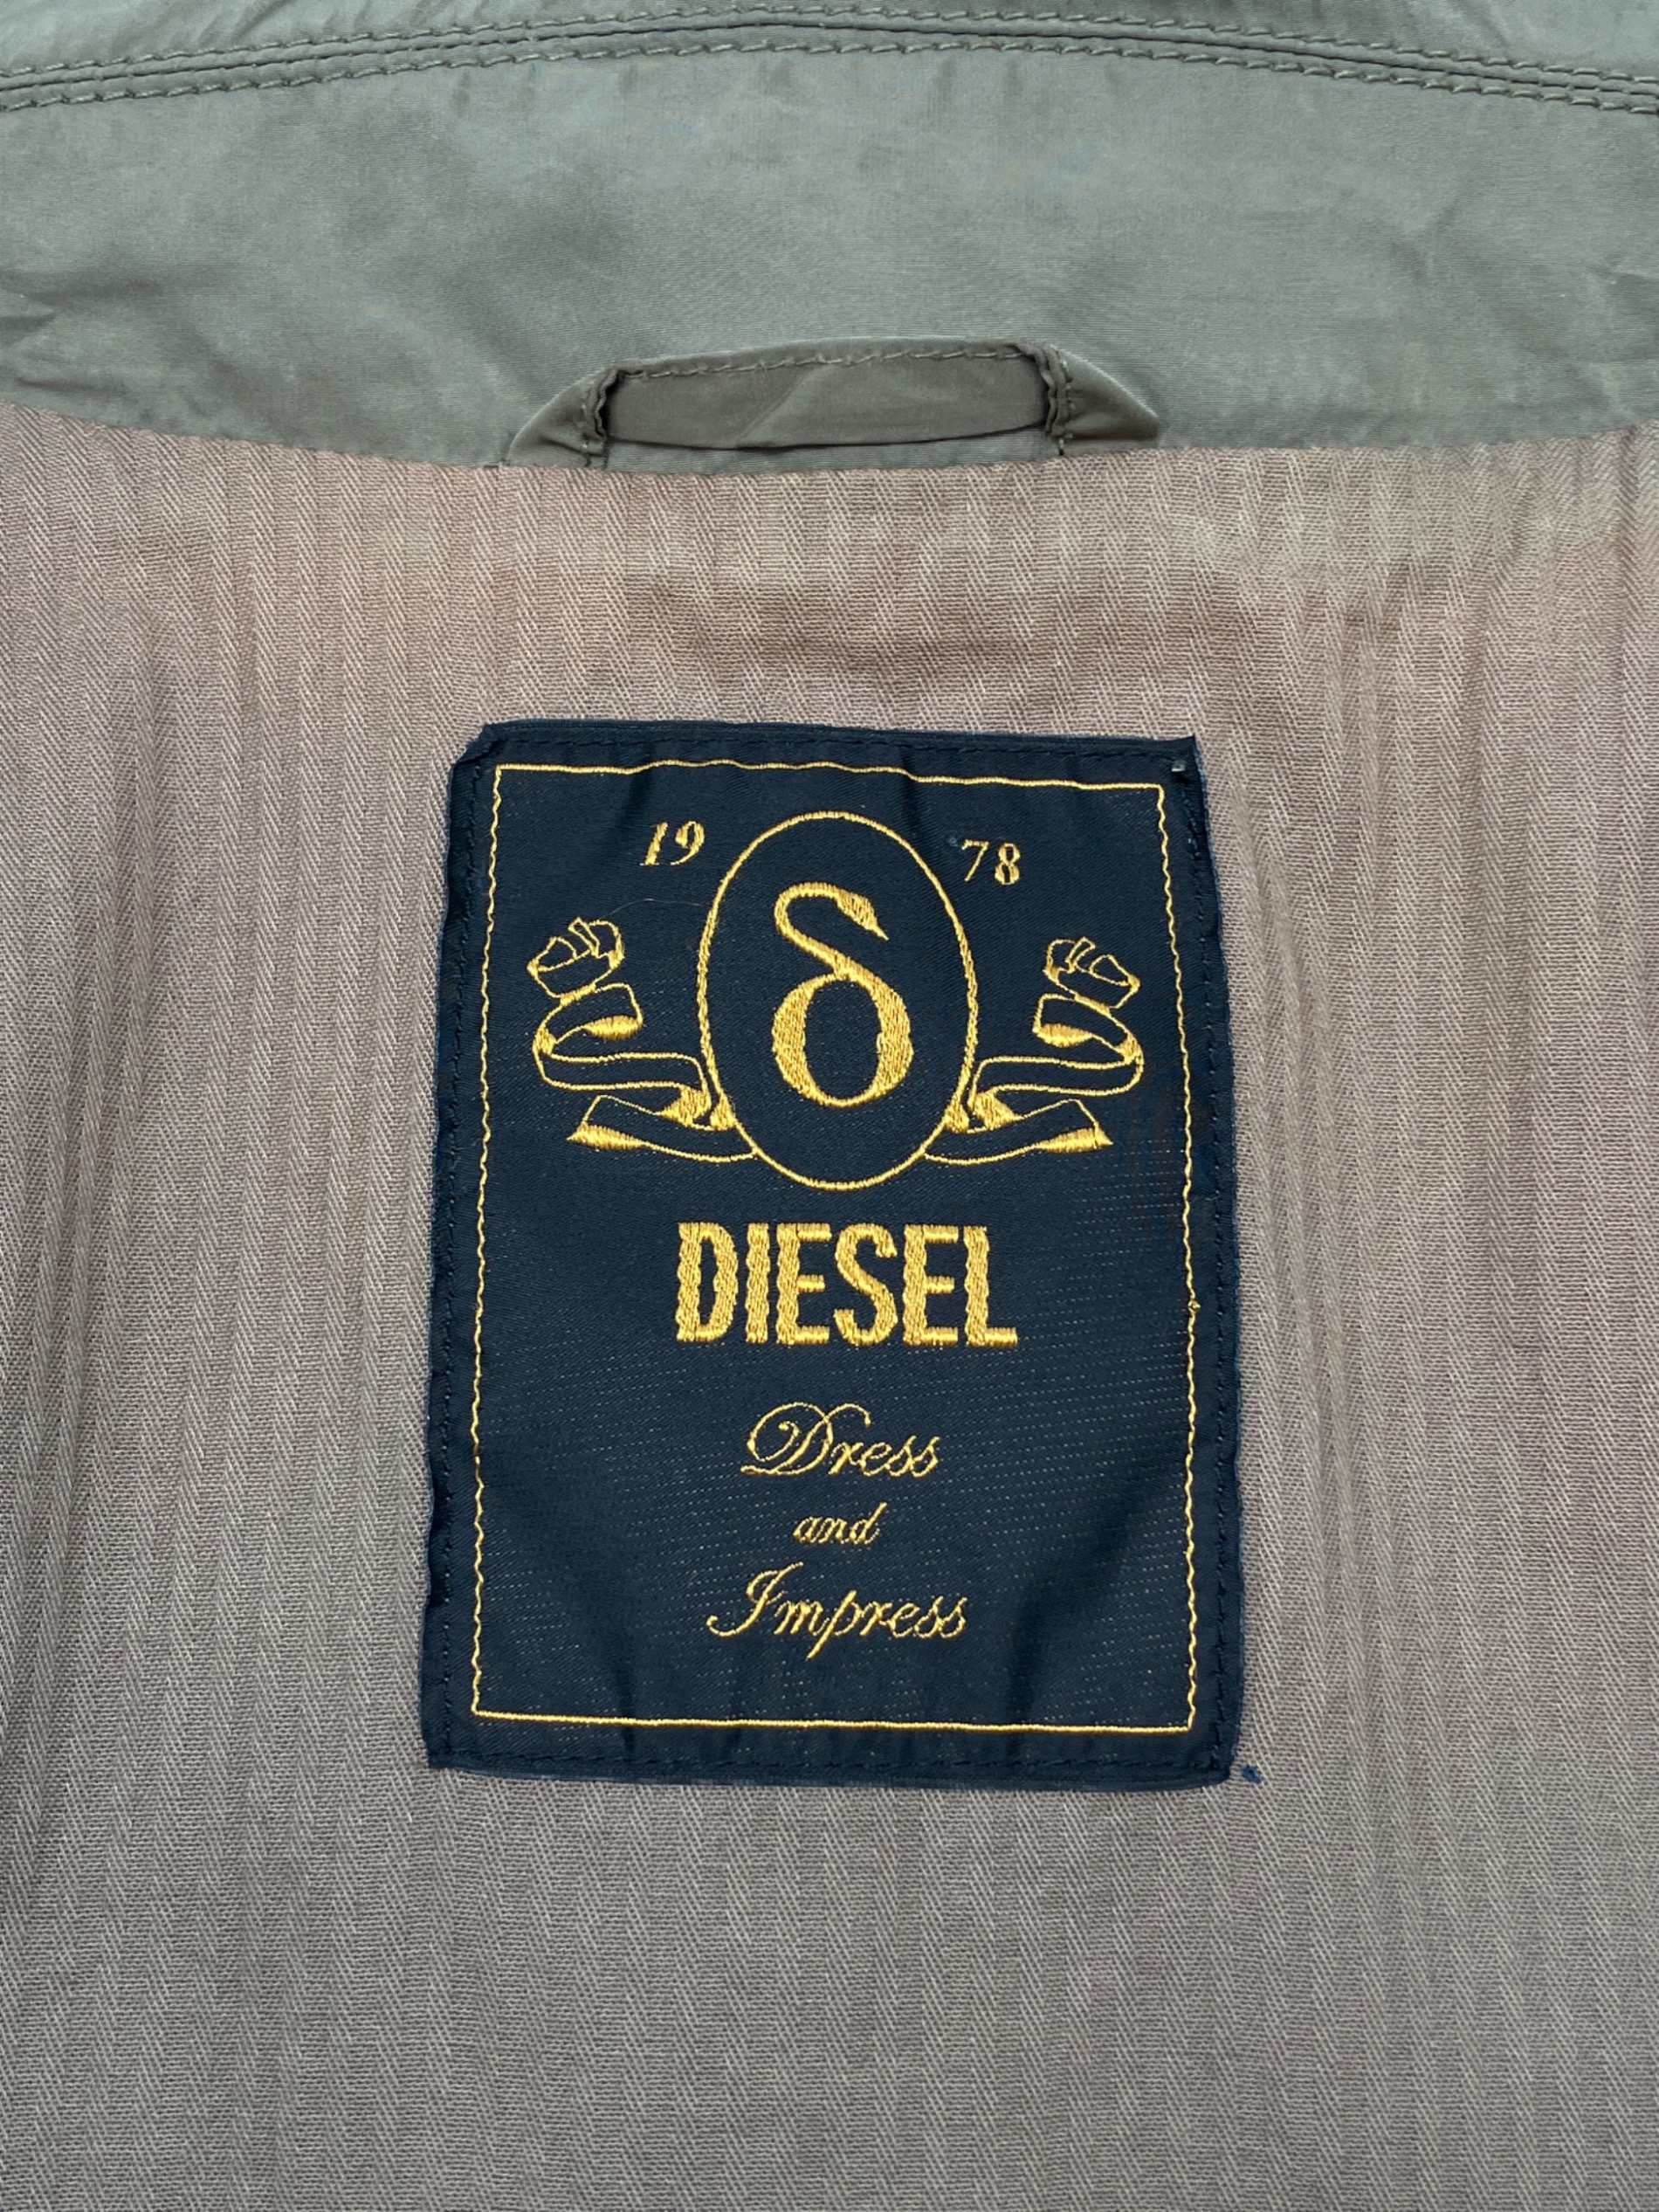 19 78
δ
DIESEL
Dress
and
Impress